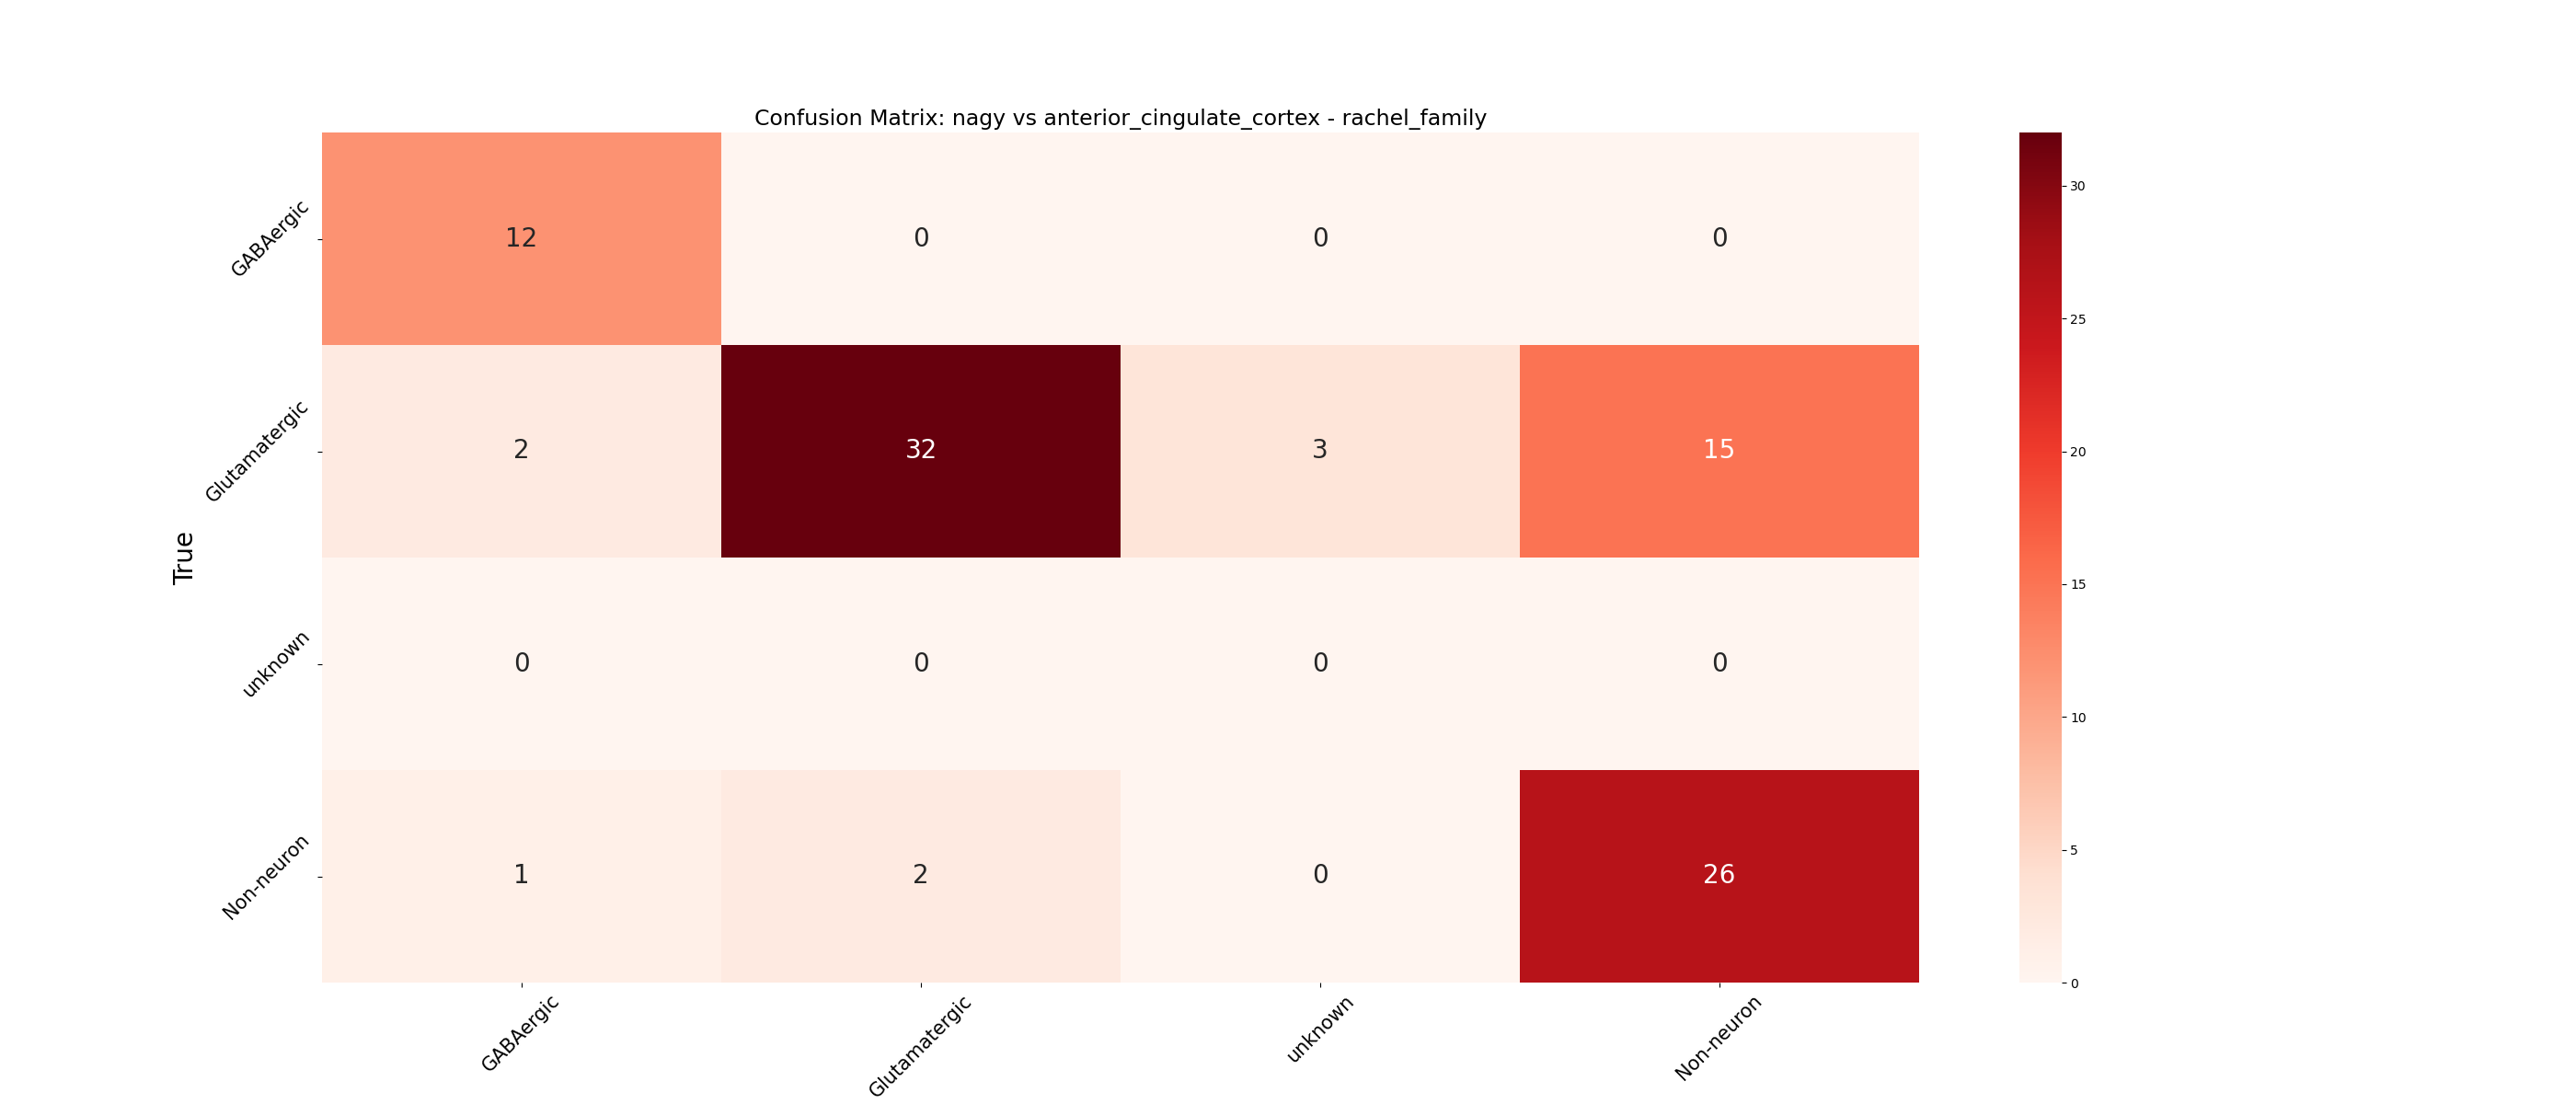 Confusion Matrix: nagy vs anterior_cingulate_cortex - rachel_family
True
GABAergic
12 0 0 0
Glutamatergic
2 32 3 15
unknown
0 0 0 0
Non-neuron
1 2 0 26
GABAergic Glutamatergic unknown Non-neuron
30
25
20
15
10
5
0